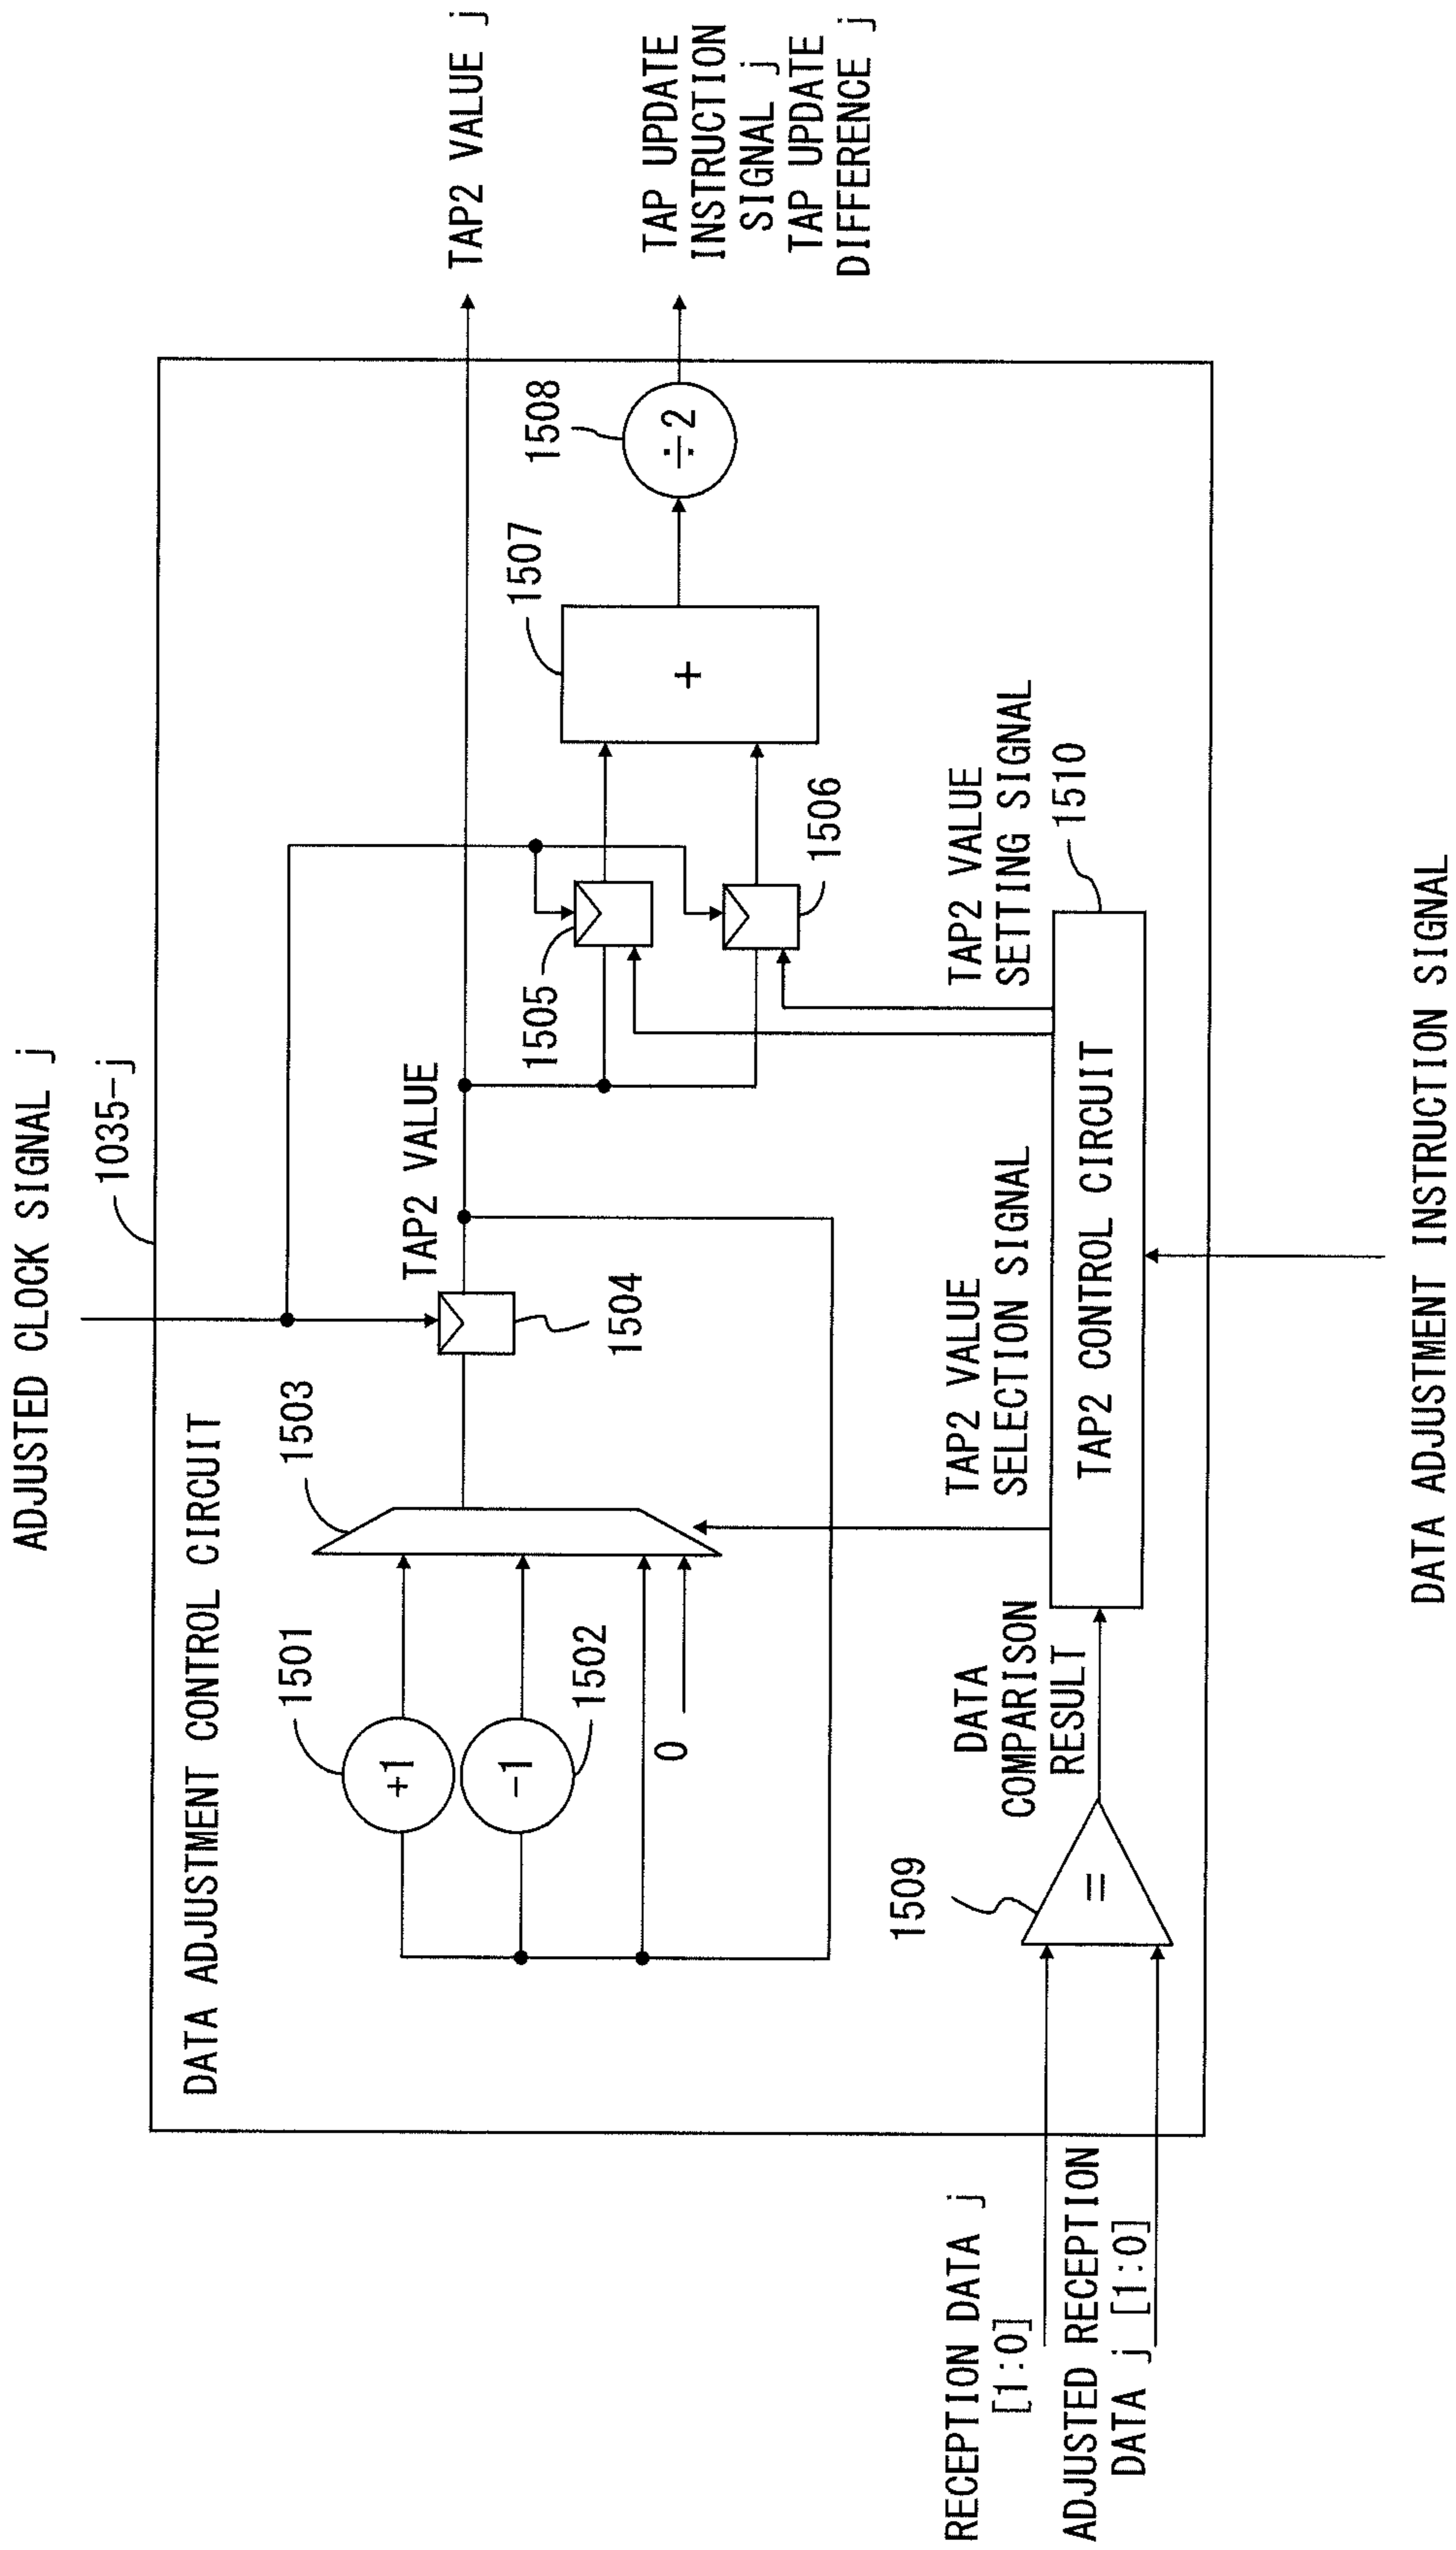 ADJUSTED CLOCK SIGNAL j
1035-j
DATA ADJUSTMENT CONTROL CIRCUIT
1501
+1
1503
-1
1502
0
1504
TAP2 VALUE
TAP2 VALUE j
1505
1506
1507
+
1508
÷2
TAP UPDATE
INSTRUCTION
SIGNAL j
TAP UPDATE
DIFFERENCE j
RECEPTION DATA j
[1:0]
ADJUSTED RECEPTION
DATA j [1:0]
1509
=
DATA
COMPARISON
RESULT
TAP2 VALUE
SELECTION SIGNAL
TAP2 VALUE
SETTING SIGNAL
1510
TAP2 CONTROL CIRCUIT
DATA ADJUSTMENT INSTRUCTION SIGNAL